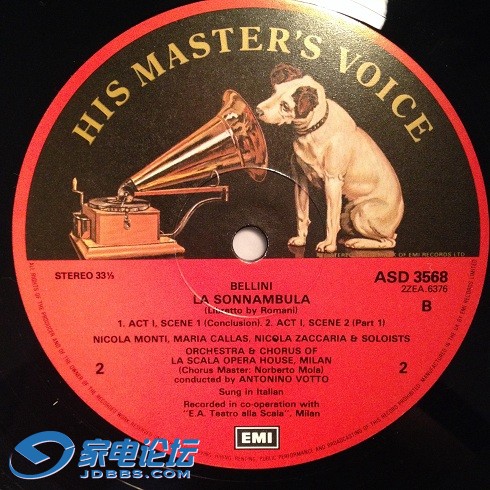 HIS MASTER'S VOICE
STEREO 33⅓
BELLINI
LA SONNAMBULA
(Libretto by Romani)
ASD 3568
2ZEA.6376
B
1. ACT I, SCENE 1 (Conclusion). 2. ACT I, SCENE 2 (Part 1)
NICOLA MONTI, MARIA CALLAS, NICOLA ZACCARIA & SOLOISTS
ORCHESTRA & CHORUS OF
2
LA SCALA OPERA HOUSE, MILAN
2
(Chorus Master: Norberto Mola)
conducted by ANTONINO VOTTO
Sung in Italian
Recorded in co-operation with
"E.A. Teatro alla Scala", Milan
EMI
家电论坛
JDBBS.COM